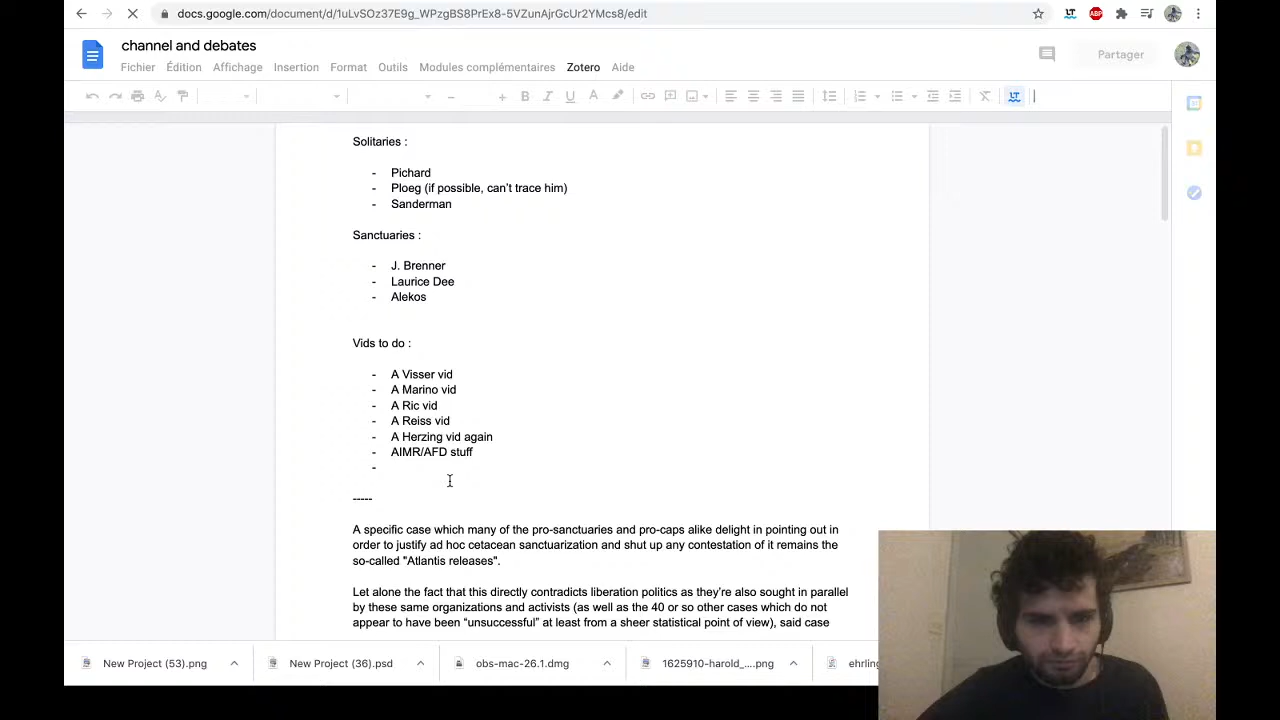 docs.google.com/document/d/1uLvSOz37E9g_WPzgBS8PrEx8-5VZunAjrGcUr2YMcs8/edit
LT
ABP
channel and debates
Fichier Édition Affichage Insertion Format Outils Modules complémentaires Zotero Aide
Partager
B I U A
LT
Solitaries :
- Pichard
- Ploeg (if possible, can't trace him)
- Sanderman
Sanctuaries :
- J. Brenner
- Laurice Dee
- Alekos
Vids to do :
- A Visser vid
- A Marino vid
- A Ric vid
- A Reiss vid
- A Herzing vid again
- AIMR/AFD stuff
-
-----
A specific case which many of the pro-sanctuaries and pro-caps alike delight in pointing out in
order to justify ad hoc cetacean sanctuarization and shut up any contestation of it remains the
so-called "Atlantis releases".
Let alone the fact that this directly contradicts liberation politics as they're also sought in parallel
by these same organizations and activists (as well as the 40 or so other cases which do not
appear to have been “unsuccessful” at least from a sheer statistical point of view), said case
New Project (53).png
New Project (36).psd
obs-mac-26.1.dmg
1625910-harold_....png
ehrling